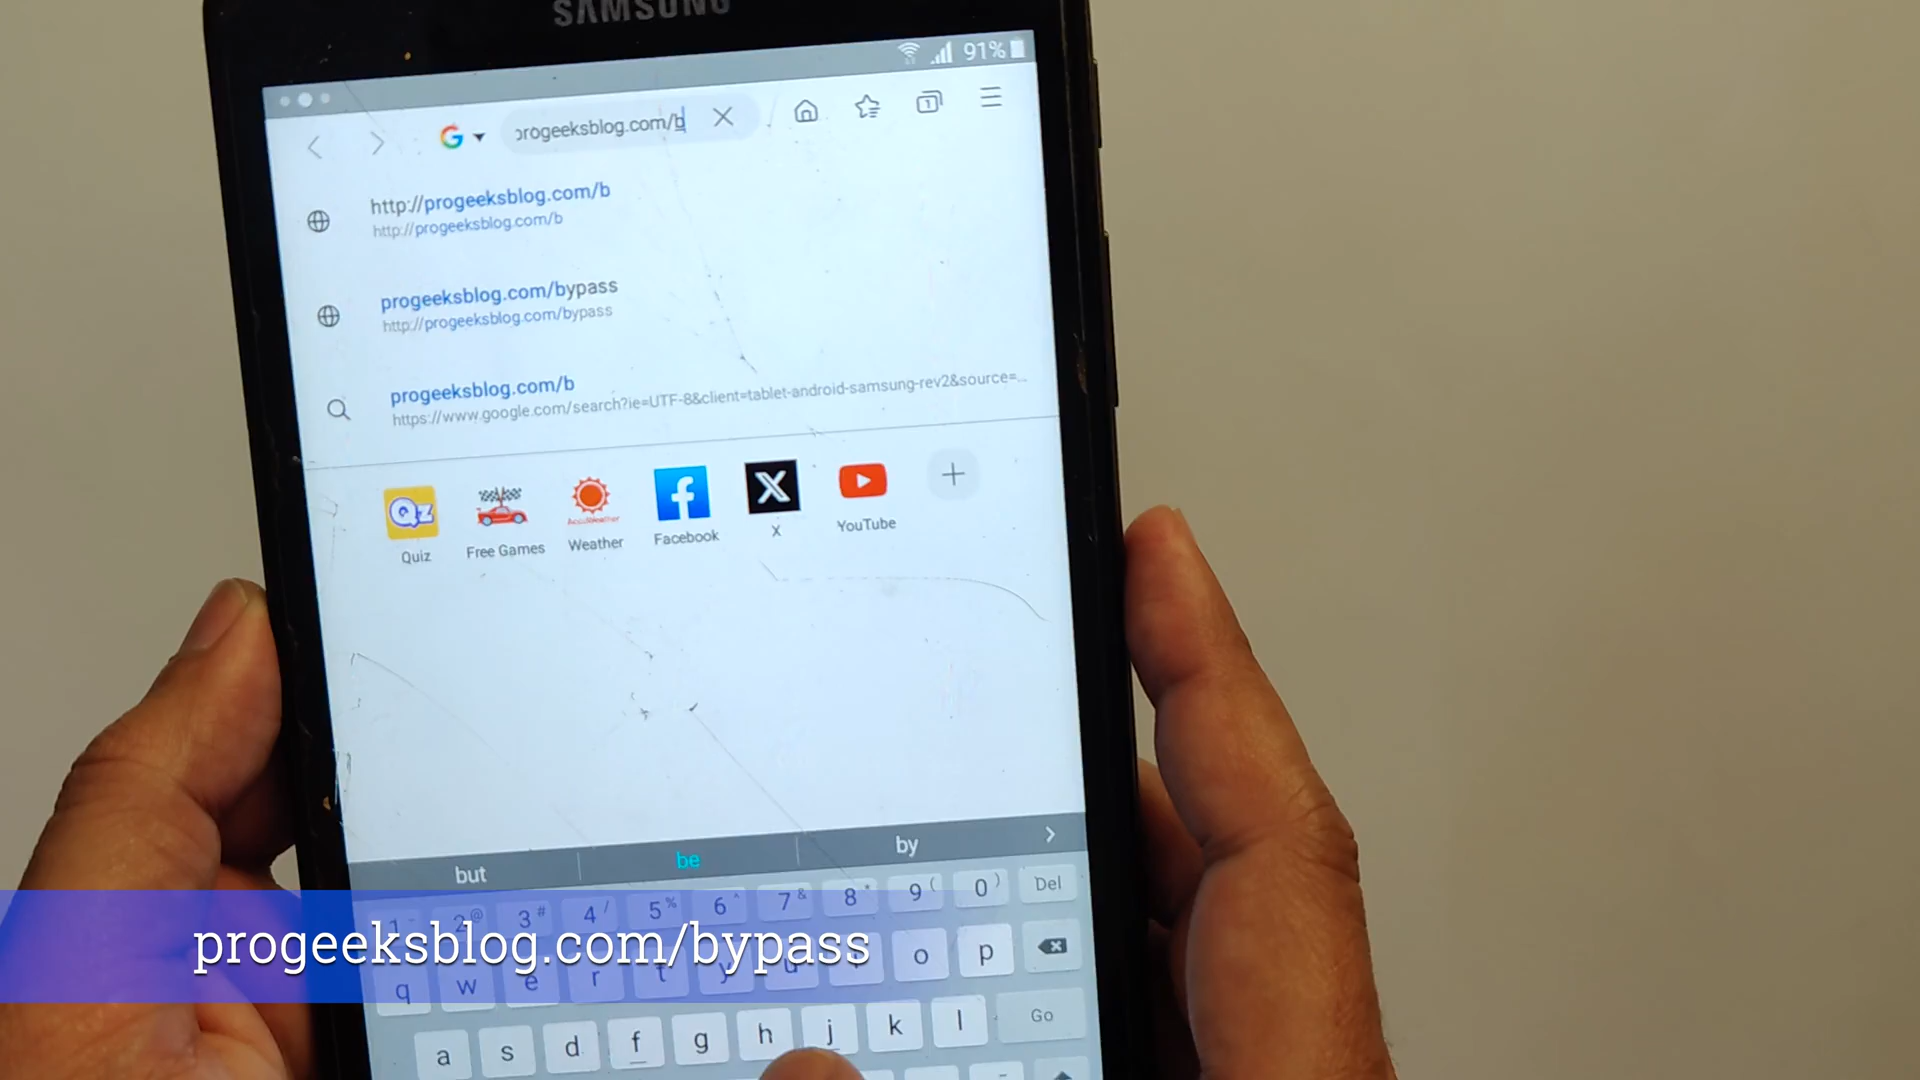 SAMSUNG
91%
progeeksblog.com/b
1
http://progeeksblog.com/b
http://progeeksblog.com/b
progeeksblog.com/bypass
http://progeeksblog.com/bypass
progeeksblog.com/b
https://www.google.com/search?ie=UTF-8&client=tablet-android-samsung-rev2&source=...
Qz
AccuWeather
f
X
Quiz
Free Games
Weather
Facebook
X
YouTube
but be by
1 2@ 3# 4/ 5% 6^ 7& 8* 9( 0) Del
progeeksblog.com/bypass
q w e r t y u o p
a s d f g h j k l Go